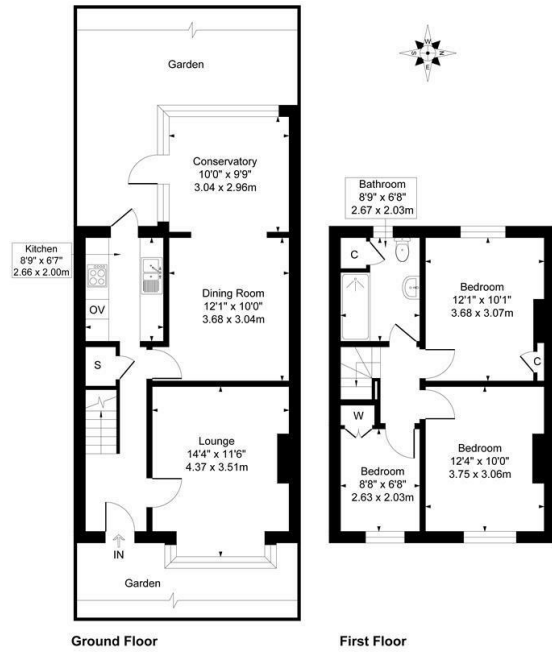 Garden
W
S
N
E
Conservatory
10'0" x 9'9"
3.04 x 2.96m
Bathroom
8'9" x 6'8"
2.67 x 2.03m
Kitchen
8'9" x 6'7"
2.66 x 2.00m
C
OV
Dining Room
12'1" x 10'0"
3.68 x 3.04m
Bedroom
12'1" x 10'1"
3.68 x 3.07m
S
C
W
Lounge
14'4" x 11'6"
4.37 x 3.51m
Bedroom
12'4" x 10'0"
3.75 x 3.06m
Bedroom
8'8" x 6'8"
2.63 x 2.03m
IN
Garden
Ground Floor
First Floor